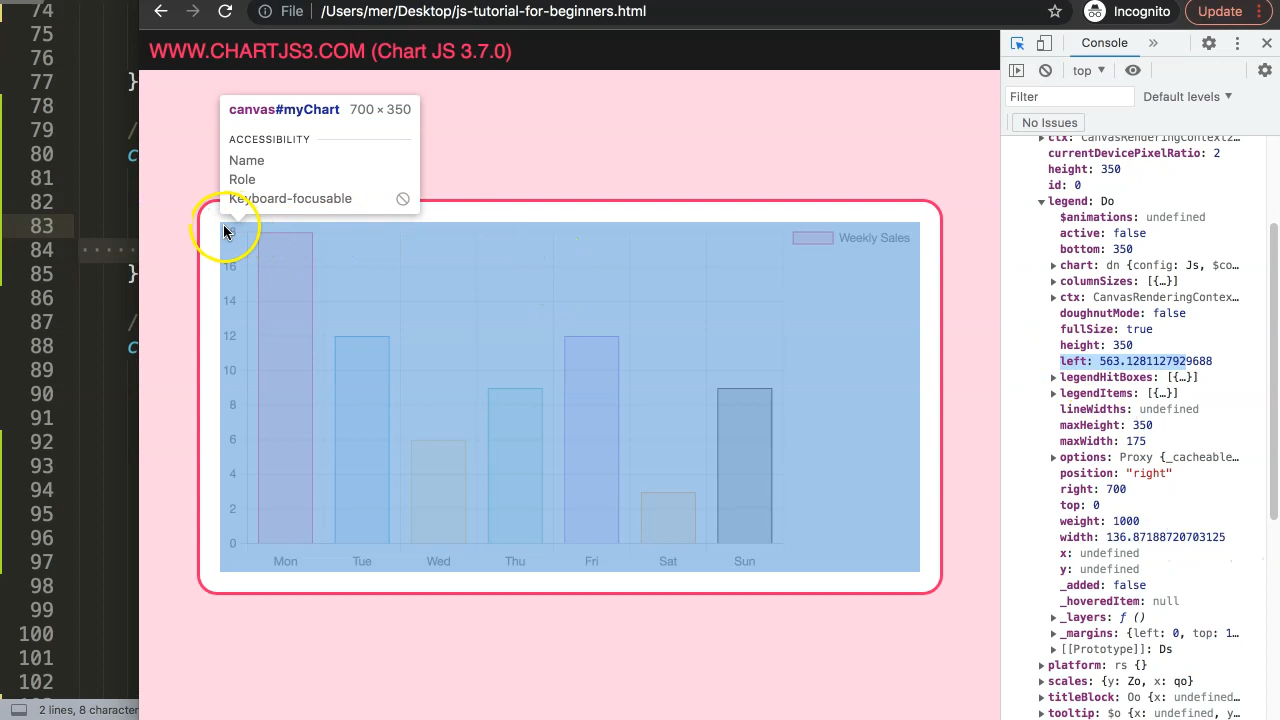 74
75
76
77 }
78
79 /
80 c
81
82
83
84 ·····
85 }
86
87 /
88 c
89
90
91
92
93
94
95
96
97
98
99
100
101
102
2 lines, 8 character
File /Users/mer/Desktop/js-tutorial-for-beginners.html
Incognito
Update
WWW.CHARTJS3.COM (Chart JS 3.7.0)
canvas#myChart 700 × 350
ACCESSIBILITY
Name
Role
Keyboard-focusable
Weekly Sales
18
16
14
12
10
8
6
4
2
0
Mon Tue Wed Thu Fri Sat Sun
Console
top
Filter
Default levels
No Issues
ctx: CanvasRenderingContext2…
currentDevicePixelRatio: 2
height: 350
id: 0
legend: Do
$animations: undefined
active: false
bottom: 350
chart: dn {config: Js, $co…
columnSizes: [{…}]
ctx: CanvasRenderingContex…
doughnutMode: false
fullSize: true
height: 350
left: 563.1281127929688
legendHitBoxes: [{…}]
legendItems: [{…}]
lineWidths: undefined
maxHeight: 350
maxWidth: 175
options: Proxy {_cacheable…
position: "right"
right: 700
top: 0
weight: 1000
width: 136.87188720703125
x: undefined
y: undefined
_added: false
_hoveredItem: null
_layers: ƒ ()
_margins: {left: 0, top: 1…
[[Prototype]]: Ds
platform: rs {}
scales: {y: Zo, x: qo}
titleBlock: Oo {x: undefined…
tooltip: $o {x: undefined, y…